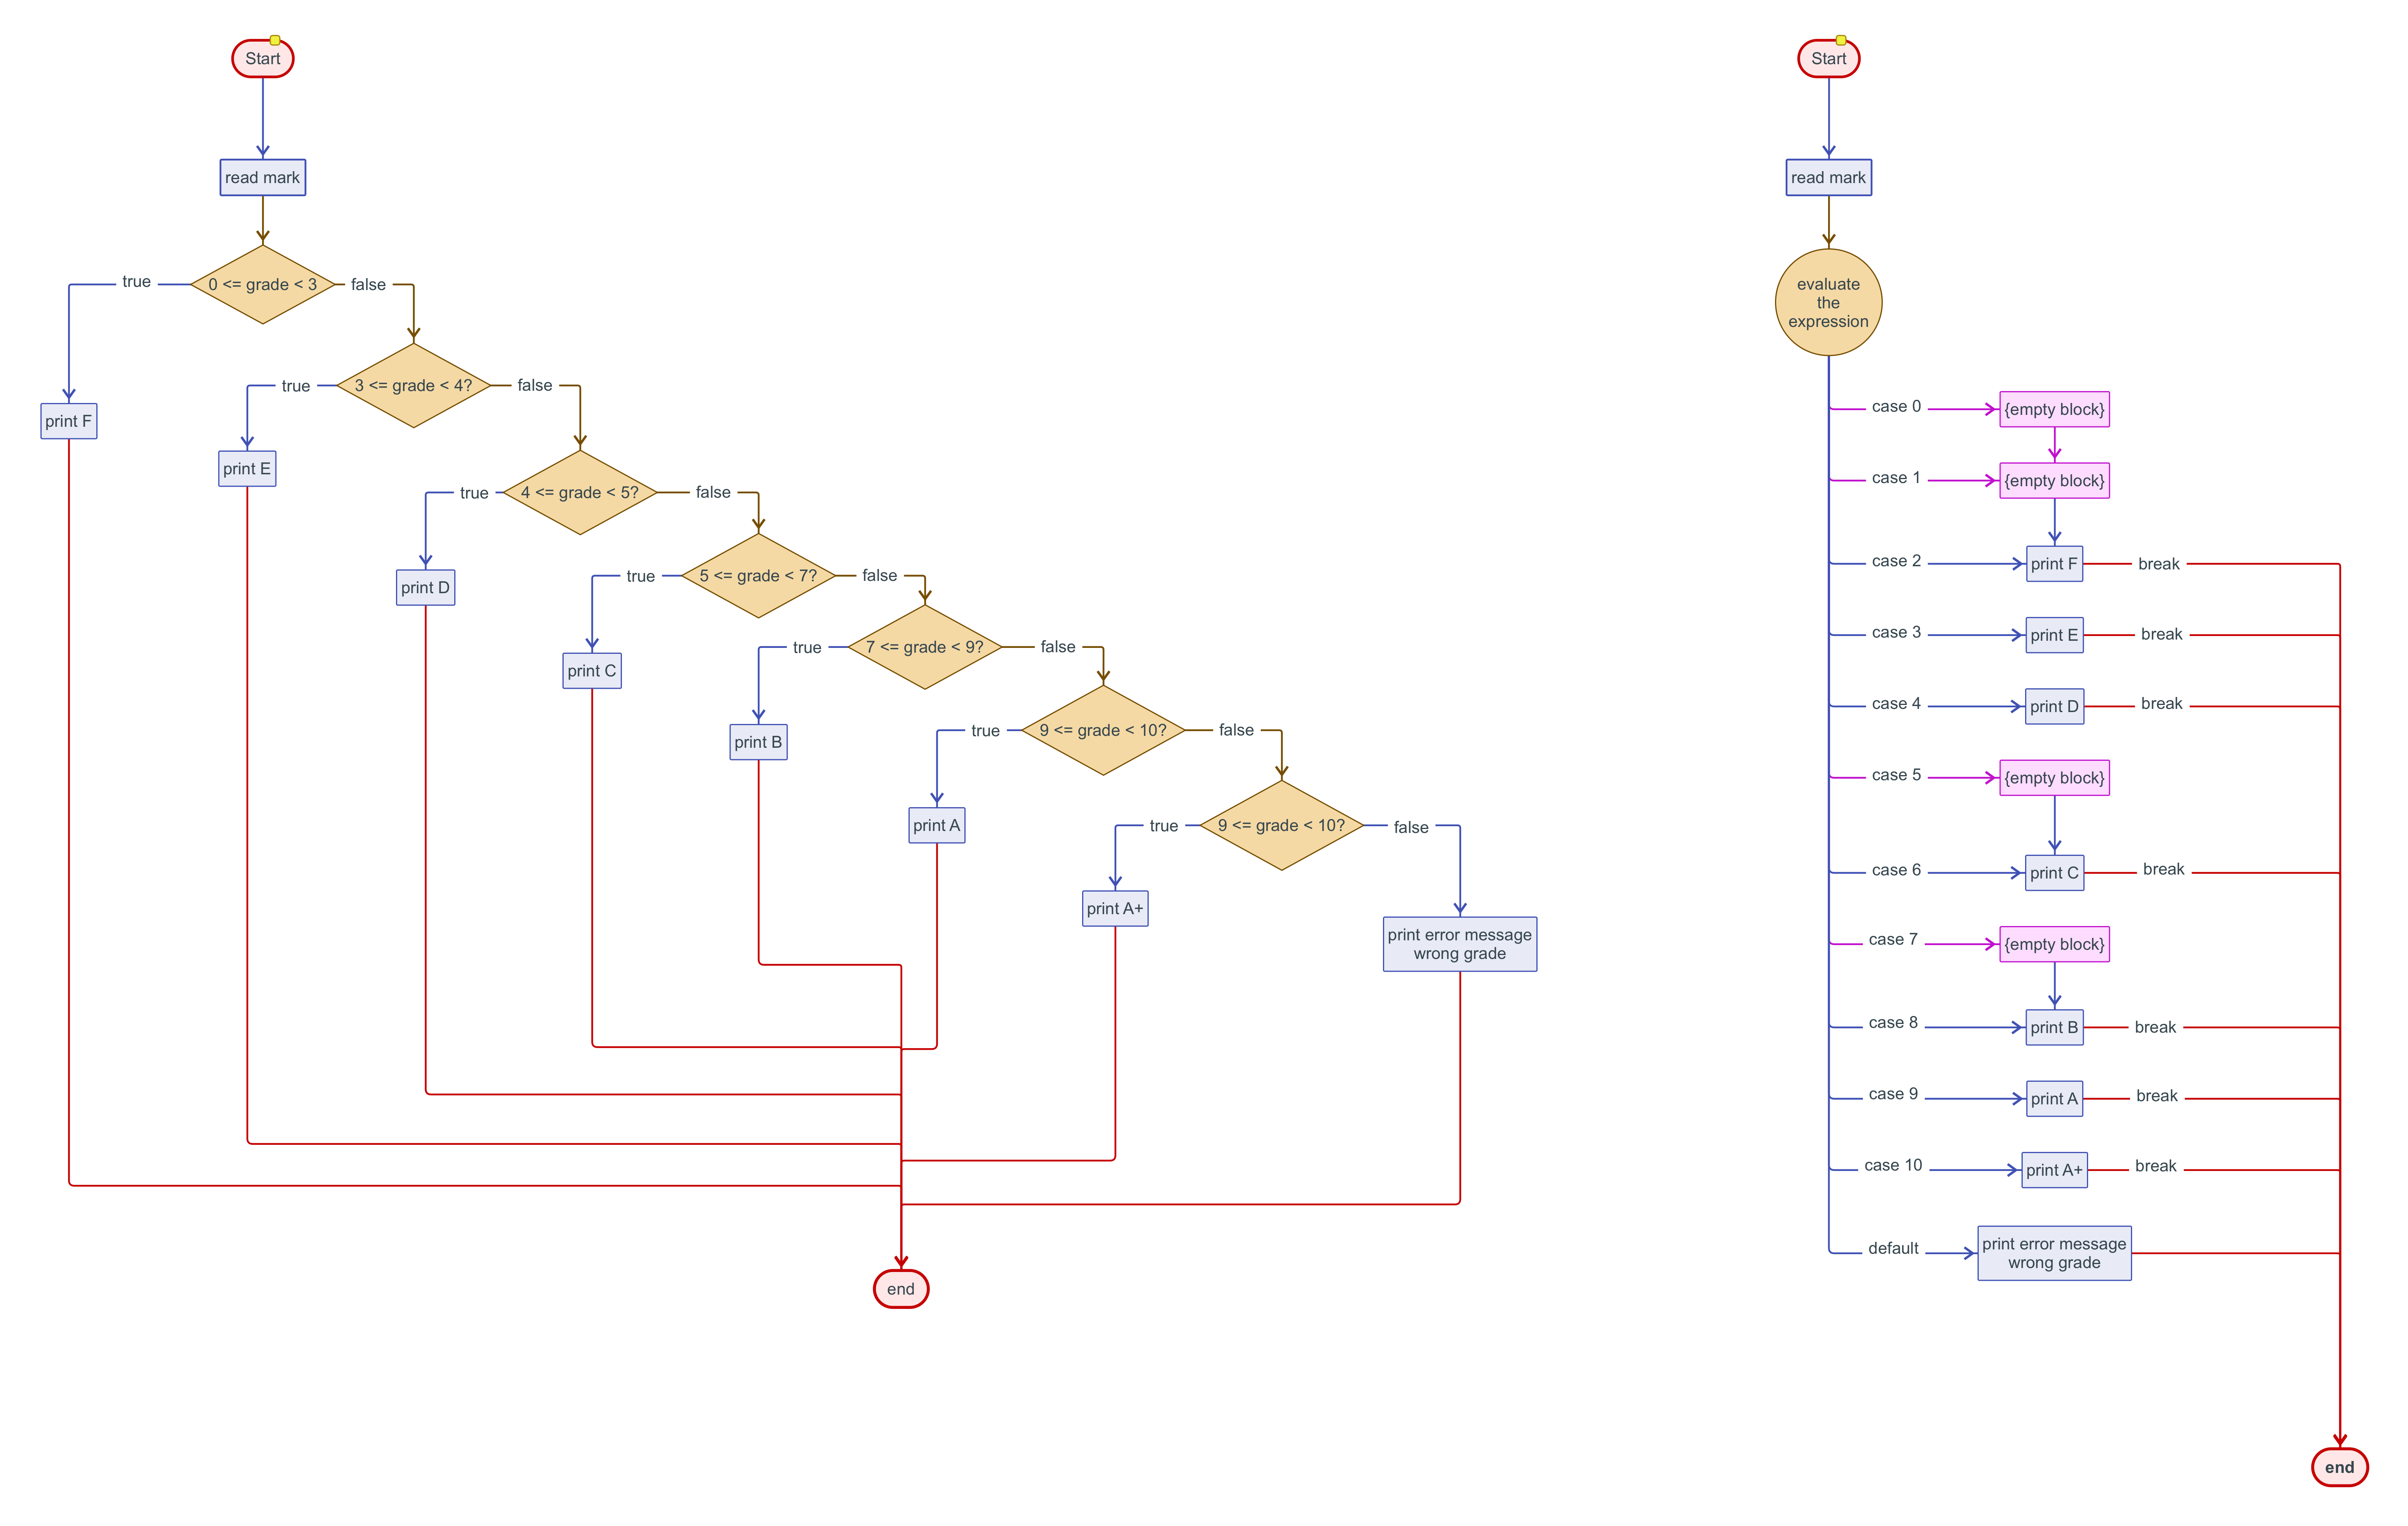 Start
read mark
0 <= grade < 3
true
false
3 <= grade < 4?
true
false
print F
print E
4 <= grade < 5?
true
false
print D
5 <= grade < 7?
true
false
print C
7 <= grade < 9?
true
false
print B
9 <= grade < 10?
true
false
print A
9 <= grade < 10?
true
false
print A+
print error message
wrong grade
end
Start
read mark
evaluate
the
expression
case 0
{empty block}
case 1
{empty block}
case 2
print F
break
case 3
print E
break
case 4
print D
break
case 5
{empty block}
case 6
print C
break
case 7
{empty block}
case 8
print B
break
case 9
print A
break
case 10
print A+
break
default
print error message
wrong grade
end